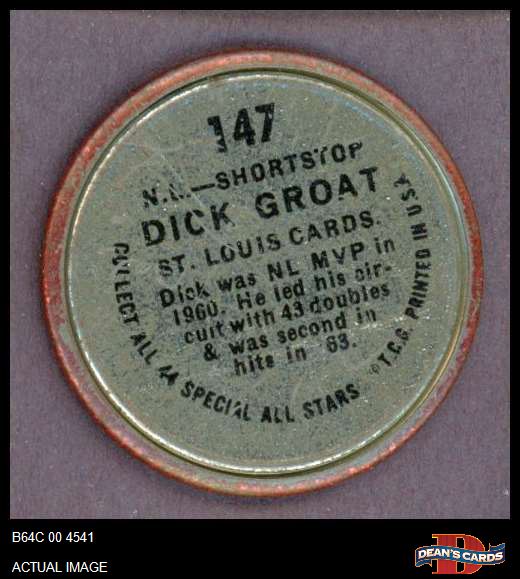 147
N.L.—SHORTSTOP
DICK GROAT
ST. LOUIS CARDS.
Dick was NL MVP in
1960. He led his cir-
cuit with 43 doubles
& was second in
hits in '63.
COLLECT ALL 44 SPECIAL ALL STARS
©T.C.G. PRINTED IN U.S.A.
B64C 00 4541
ACTUAL IMAGE
D
DEAN'S CARDS